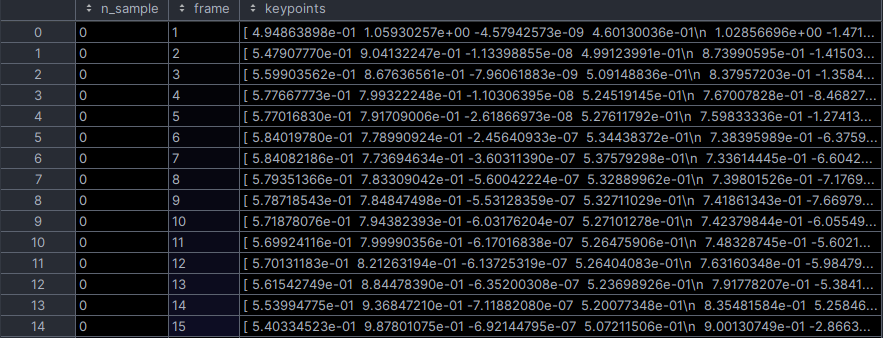 n_sample frame keypoints
0 0 1 [ 4.94863898e-01 1.05930257e+00 -4.57942573e-09 4.60130036e-01\n 1.02856696e+00 -1.471...
1 0 2 [ 5.47907770e-01 9.04132247e-01 -1.13398855e-08 4.99123991e-01\n 8.73990595e-01 -1.41503...
2 0 3 [ 5.59903562e-01 8.67636561e-01 -7.96061883e-09 5.09148836e-01\n 8.37957203e-01 -1.3584...
3 0 4 [ 5.77667773e-01 7.99322248e-01 -1.10306395e-08 5.24519145e-01\n 7.67007828e-01 -8.46827...
4 0 5 [ 5.77016830e-01 7.91709006e-01 -2.61866973e-08 5.27611792e-01\n 7.59833336e-01 -1.27413...
5 0 6 [ 5.84019780e-01 7.78990924e-01 -2.45640933e-07 5.34438372e-01\n 7.38395989e-01 -6.3759...
6 0 7 [ 5.84082186e-01 7.73694634e-01 -3.60311390e-07 5.37579298e-01\n 7.33614445e-01 -6.6042...
7 0 8 [ 5.79351366e-01 7.83309042e-01 -5.60042224e-07 5.32889962e-01\n 7.39801526e-01 -7.1769...
8 0 9 [ 5.78718543e-01 7.84847498e-01 -5.53128359e-07 5.32711029e-01\n 7.41861343e-01 -7.66979...
9 0 10 [ 5.71878076e-01 7.94382393e-01 -6.03176204e-07 5.27101278e-01\n 7.42379844e-01 -6.05549...
10 0 11 [ 5.69924116e-01 7.99990356e-01 -6.17016838e-07 5.26475906e-01\n 7.48328745e-01 -5.6021...
11 0 12 [ 5.70131183e-01 8.21263194e-01 -6.13725319e-07 5.26404083e-01\n 7.63160348e-01 -5.98479...
12 0 13 [ 5.61542749e-01 8.84478390e-01 -6.35200308e-07 5.23698926e-01\n 7.91778207e-01 -5.3841...
13 0 14 [ 5.53994775e-01 9.36847210e-01 -7.11882080e-07 5.20077348e-01\n 8.35481584e-01 5.25846...
14 0 15 [ 5.40334523e-01 9.87801075e-01 -6.92144795e-07 5.07211506e-01\n 9.00130749e-01 -2.8663...